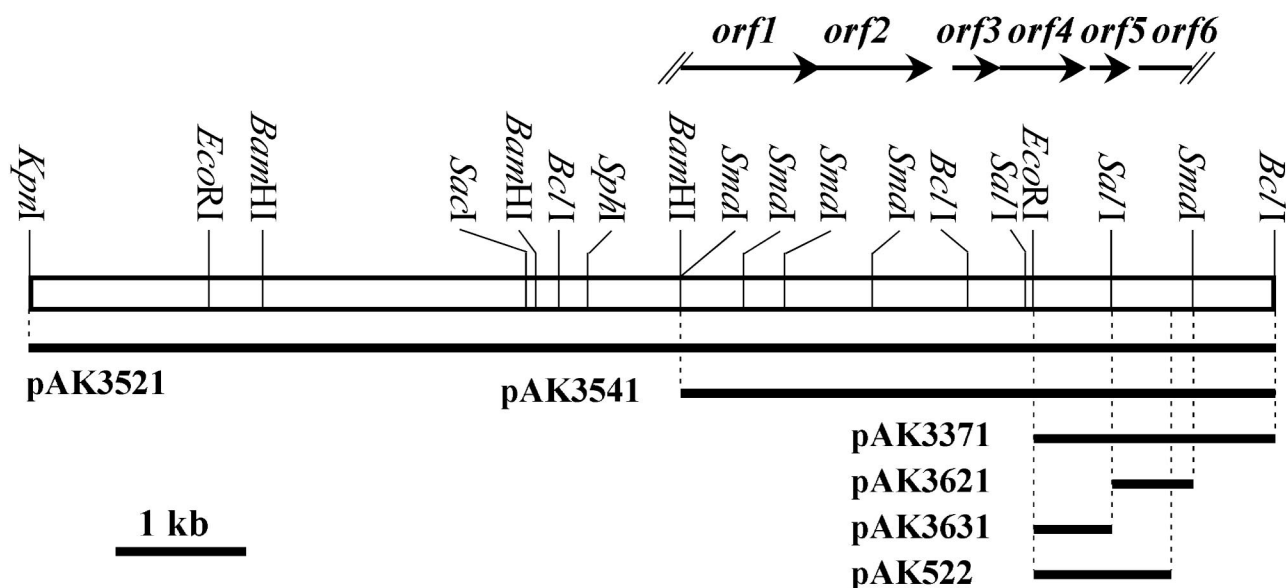 orf1 orf2 orf3 orf4 orf5 orf6
KpnI EcoRI BamHI SacI BamHI BclI SphI BamHI SmaI SmaI SmaI SmaI BclI SalI EcoRI SalI SmaI BclI
pAK3521
pAK3541
pAK3371
pAK3621
pAK3631
pAK522
1 kb